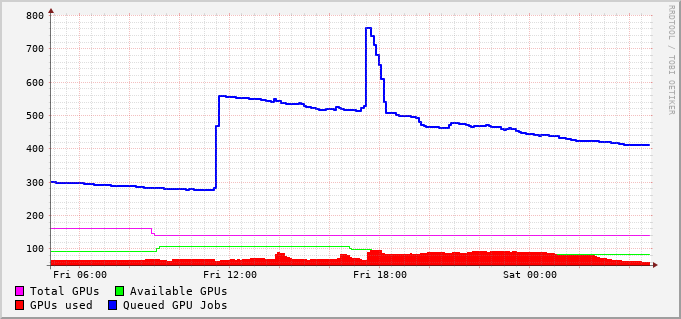 800
700
600
500
400
300
200
100
Fri 06:00 Fri 12:00 Fri 18:00 Sat 00:00
Total GPUs Available GPUs
GPUs used Queued GPU Jobs
RRDTOOL / TOBI OETIKER